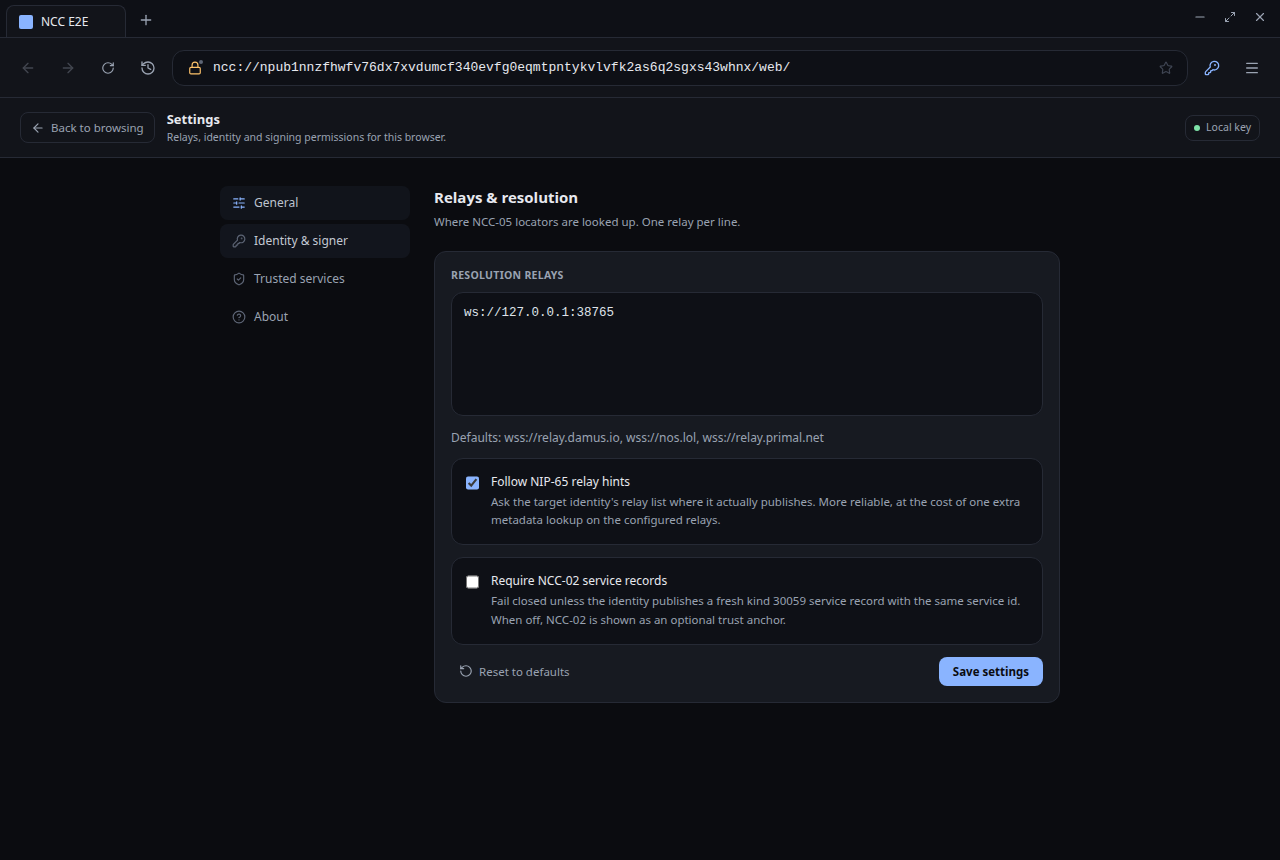 NCC E2E
ncc://npub1nnzfhwfv76dx7xvdumcf340evfg0eqmtpntykvlvfk2as6q2sgxs43whnx/web/
Back to browsing
Settings
Relays, identity and signing permissions for this browser.
Local key
General
Identity & signer
Trusted services
About
Relays & resolution
Where NCC-05 locators are looked up. One relay per line.
RESOLUTION RELAYS
ws://127.0.0.1:38765
Defaults: wss://relay.damus.io, wss://nos.lol, wss://relay.primal.net
Follow NIP-65 relay hints
Ask the target identity's relay list where it actually publishes. More reliable, at the cost of one extra
metadata lookup on the configured relays.
Require NCC-02 service records
Fail closed unless the identity publishes a fresh kind 30059 service record with the same service id.
When off, NCC-02 is shown as an optional trust anchor.
Reset to defaults
Save settings